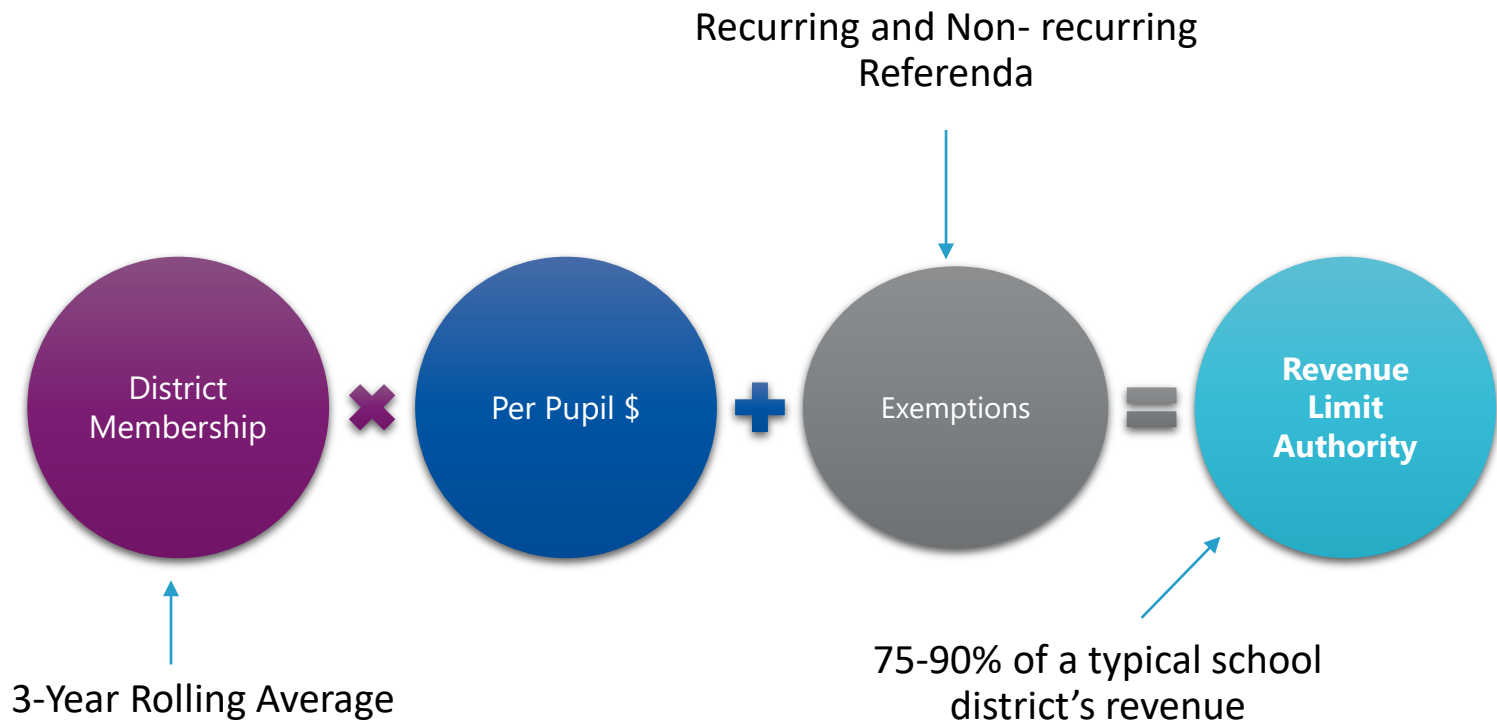 Recurring and Non- recurring
Referenda
District
Membership
Per Pupil $
Exemptions
Revenue
Limit
Authority
3-Year Rolling Average
75-90% of a typical school
district’s revenue